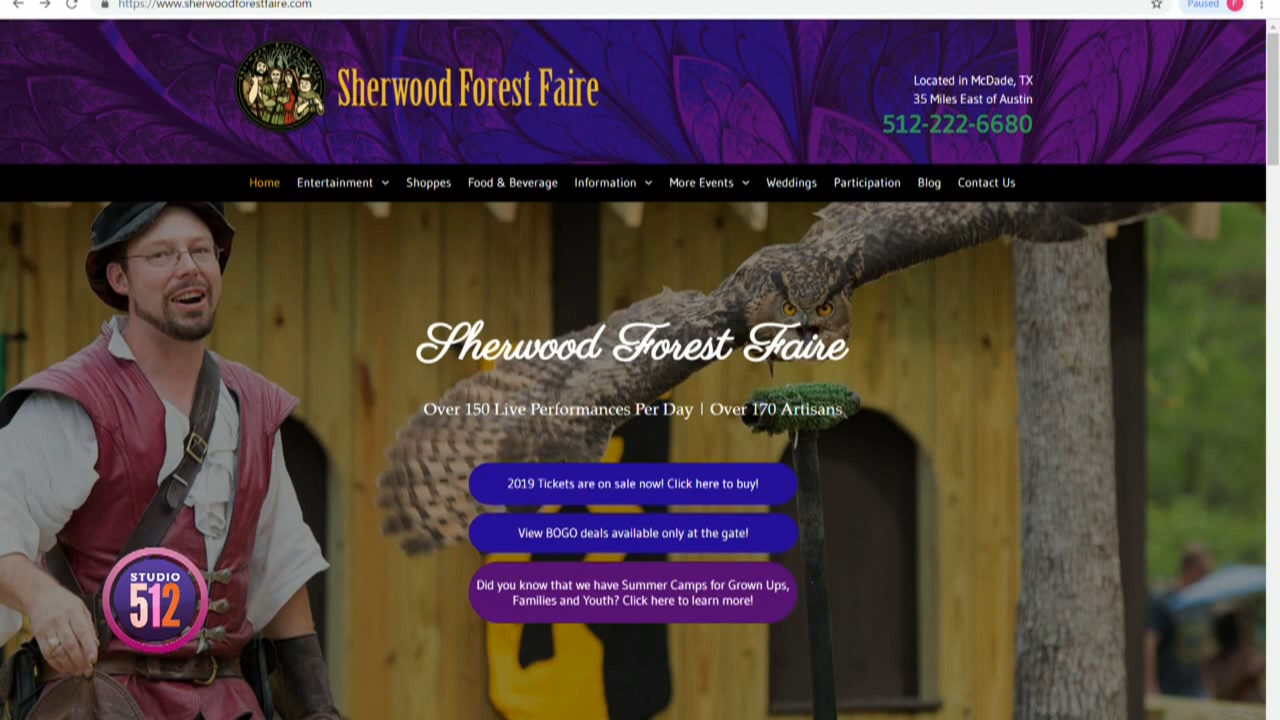 https://www.sherwoodforestfaire.com
Paused
Sherwood Forest Faire
Located in McDade, TX
35 Miles East of Austin
512-222-6680
Home Entertainment Shoppes Food & Beverage Information More Events Weddings Participation Blog Contact Us
Sherwood Forest Faire
Over 150 Live Performances Per Day | Over 170 Artisans
2019 Tickets are on sale now! Click here to buy!
View BOGO deals available only at the gate!
Did you know that we have Summer Camps for Grown Ups,
Families and Youth? Click here to learn more!
STUDIO
512